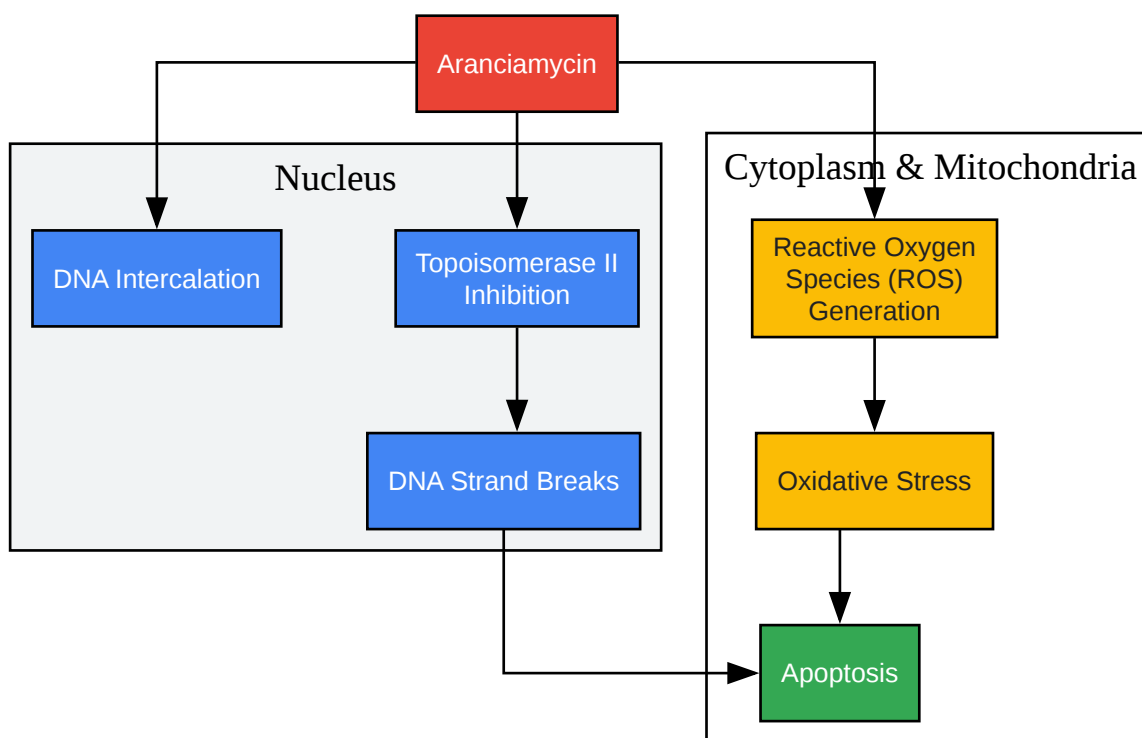 Aranciamycin
Nucleus
Cytoplasm & Mitochondria
DNA Intercalation
Topoisomerase II
Inhibition
Reactive Oxygen
Species (ROS)
Generation
DNA Strand Breaks
Oxidative Stress
Apoptosis